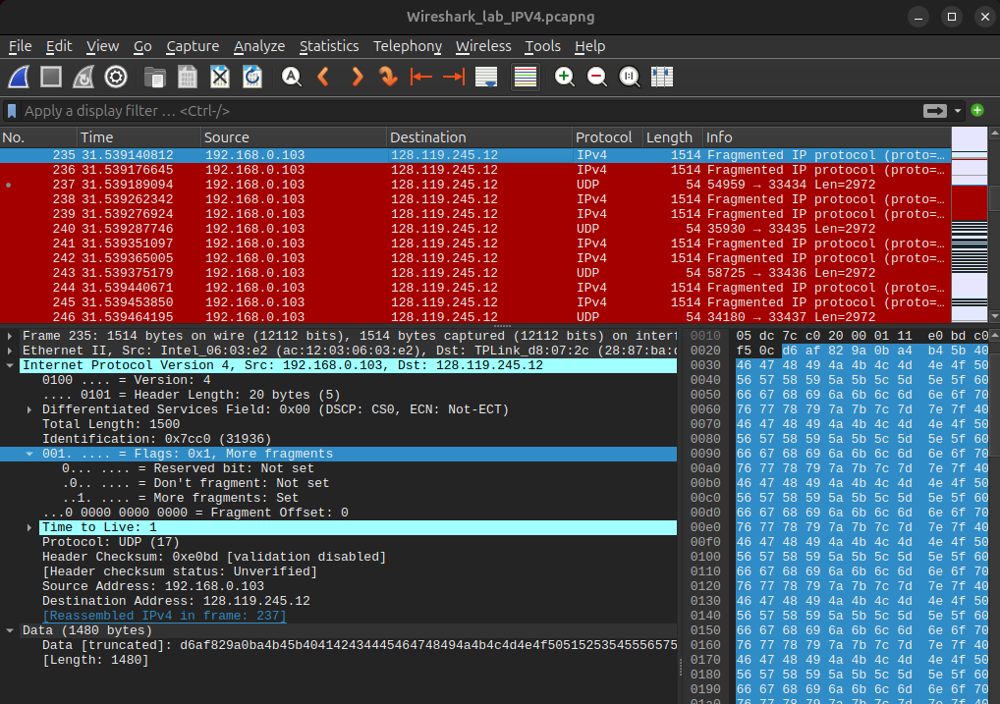 Wireshark_lab_IPV4.pcapng
File Edit View Go Capture Analyze Statistics Telephony Wireless Tools Help
Apply a display filter … <Ctrl-/>
No. Time Source Destination Protocol Length Info
235 31.539140812 192.168.0.103 128.119.245.12 IPv4 1514 Fragmented IP protocol (proto=…
236 31.539176645 192.168.0.103 128.119.245.12 IPv4 1514 Fragmented IP protocol (proto=…
237 31.539189094 192.168.0.103 128.119.245.12 UDP 54 54959 → 33434 Len=2972
238 31.539262342 192.168.0.103 128.119.245.12 IPv4 1514 Fragmented IP protocol (proto=…
239 31.539276924 192.168.0.103 128.119.245.12 IPv4 1514 Fragmented IP protocol (proto=…
240 31.539287746 192.168.0.103 128.119.245.12 UDP 54 35930 → 33435 Len=2972
241 31.539351097 192.168.0.103 128.119.245.12 IPv4 1514 Fragmented IP protocol (proto=…
242 31.539365005 192.168.0.103 128.119.245.12 IPv4 1514 Fragmented IP protocol (proto=…
243 31.539375179 192.168.0.103 128.119.245.12 UDP 54 58725 → 33436 Len=2972
244 31.539440671 192.168.0.103 128.119.245.12 IPv4 1514 Fragmented IP protocol (proto=…
245 31.539453850 192.168.0.103 128.119.245.12 IPv4 1514 Fragmented IP protocol (proto=…
246 31.539464195 192.168.0.103 128.119.245.12 UDP 54 34180 → 33437 Len=2972
Frame 235: 1514 bytes on wire (12112 bits), 1514 bytes captured (12112 bits) on interf
Ethernet II, Src: Intel_06:03:e2 (ac:12:03:06:03:e2), Dst: TPLink_d8:07:2c (28:87:ba:d
Internet Protocol Version 4, Src: 192.168.0.103, Dst: 128.119.245.12
0100 .... = Version: 4
.... 0101 = Header Length: 20 bytes (5)
Differentiated Services Field: 0x00 (DSCP: CS0, ECN: Not-ECT)
Total Length: 1500
Identification: 0x7cc0 (31936)
001. .... = Flags: 0x1, More fragments
0... .... = Reserved bit: Not set
.0.. .... = Don't fragment: Not set
..1. .... = More fragments: Set
...0 0000 0000 0000 = Fragment Offset: 0
Time to Live: 1
Protocol: UDP (17)
Header Checksum: 0xe0bd [validation disabled]
[Header checksum status: Unverified]
Source Address: 192.168.0.103
Destination Address: 128.119.245.12
[Reassembled IPv4 in frame: 237]
Data (1480 bytes)
Data [truncated]: d6af829a0ba4b45b404142434445464748494a4b4c4d4e4f50515253545556575
[Length: 1480]
0010 05 dc 7c c0 20 00 01 11 e0 bd c0
0020 f5 0c d6 af 82 9a 0b a4 b4 5b 40
0030 46 47 48 49 4a 4b 4c 4d 4e 4f 50
0040 56 57 58 59 5a 5b 5c 5d 5e 5f 60
0050 66 67 68 69 6a 6b 6c 6d 6e 6f 70
0060 76 77 78 79 7a 7b 7c 7d 7e 7f 40
0070 46 47 48 49 4a 4b 4c 4d 4e 4f 50
0080 56 57 58 59 5a 5b 5c 5d 5e 5f 60
0090 66 67 68 69 6a 6b 6c 6d 6e 6f 70
00a0 76 77 78 79 7a 7b 7c 7d 7e 7f 40
00b0 46 47 48 49 4a 4b 4c 4d 4e 4f 50
00c0 56 57 58 59 5a 5b 5c 5d 5e 5f 60
00d0 66 67 68 69 6a 6b 6c 6d 6e 6f 70
00e0 76 77 78 79 7a 7b 7c 7d 7e 7f 40
00f0 46 47 48 49 4a 4b 4c 4d 4e 4f 50
0100 56 57 58 59 5a 5b 5c 5d 5e 5f 60
0110 66 67 68 69 6a 6b 6c 6d 6e 6f 70
0120 76 77 78 79 7a 7b 7c 7d 7e 7f 40
0130 46 47 48 49 4a 4b 4c 4d 4e 4f 50
0140 56 57 58 59 5a 5b 5c 5d 5e 5f 60
0150 66 67 68 69 6a 6b 6c 6d 6e 6f 70
0160 76 77 78 79 7a 7b 7c 7d 7e 7f 40
0170 46 47 48 49 4a 4b 4c 4d 4e 4f 50
0180 56 57 58 59 5a 5b 5c 5d 5e 5f 60
0190 66 67 68 69 6a 6b 6c 6d 6e 6f 70
01a0 76 77 78 79 7a 7b 7c 7d 7e 7f 40